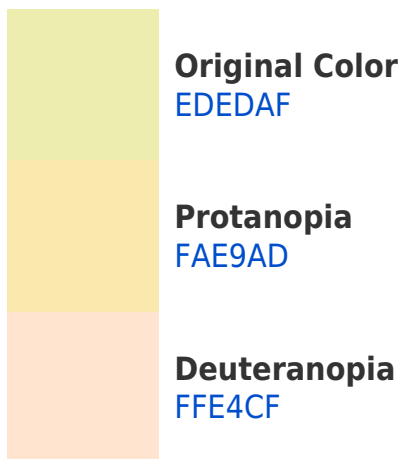 Original Color
EDEDAF
Protanopia
FAE9AD
Deuteranopia
FFE4CF